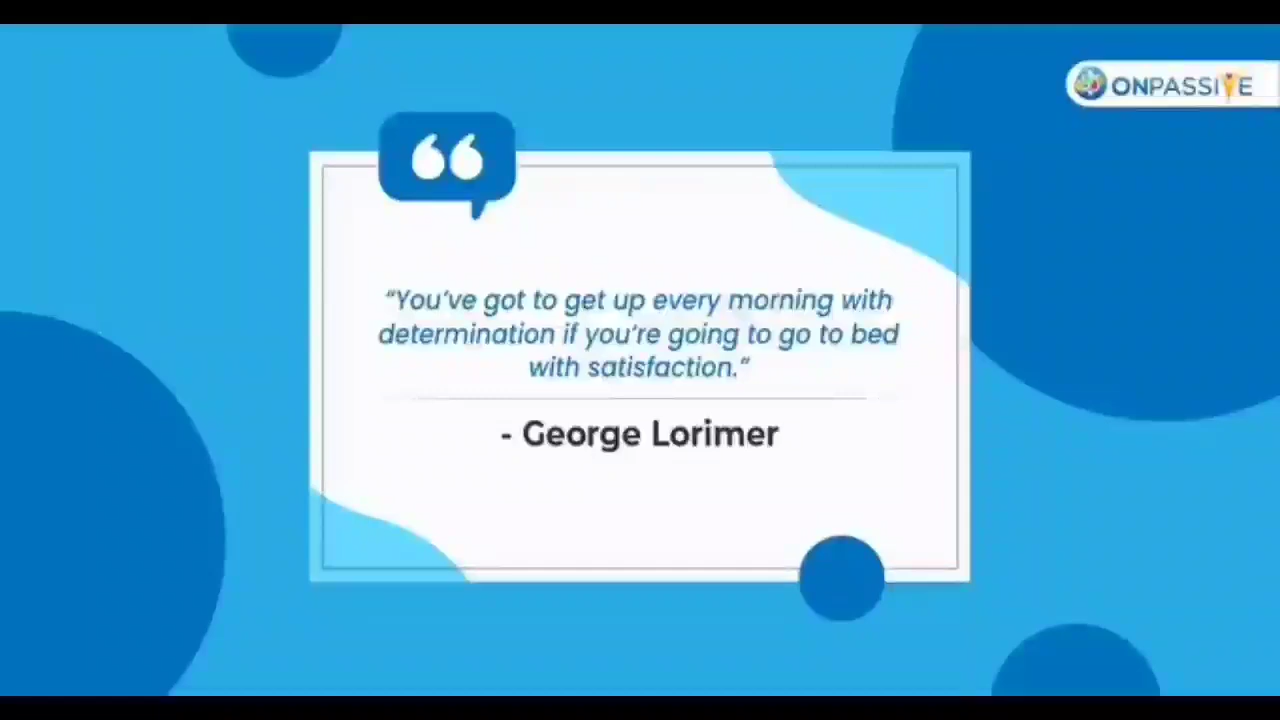 ONPASSIVE
“You’ve got to get up every morning with
determination if you’re going to go to bed
with satisfaction.”
- George Lorimer